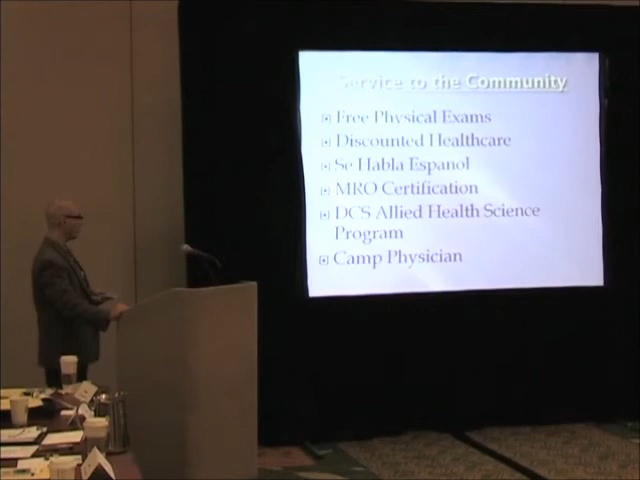 Service to the Community
Free Physical Exams
Discounted Healthcare
Se Habla Espanol
MRO Certification
DCS Allied Health Science
Program
Camp Physician